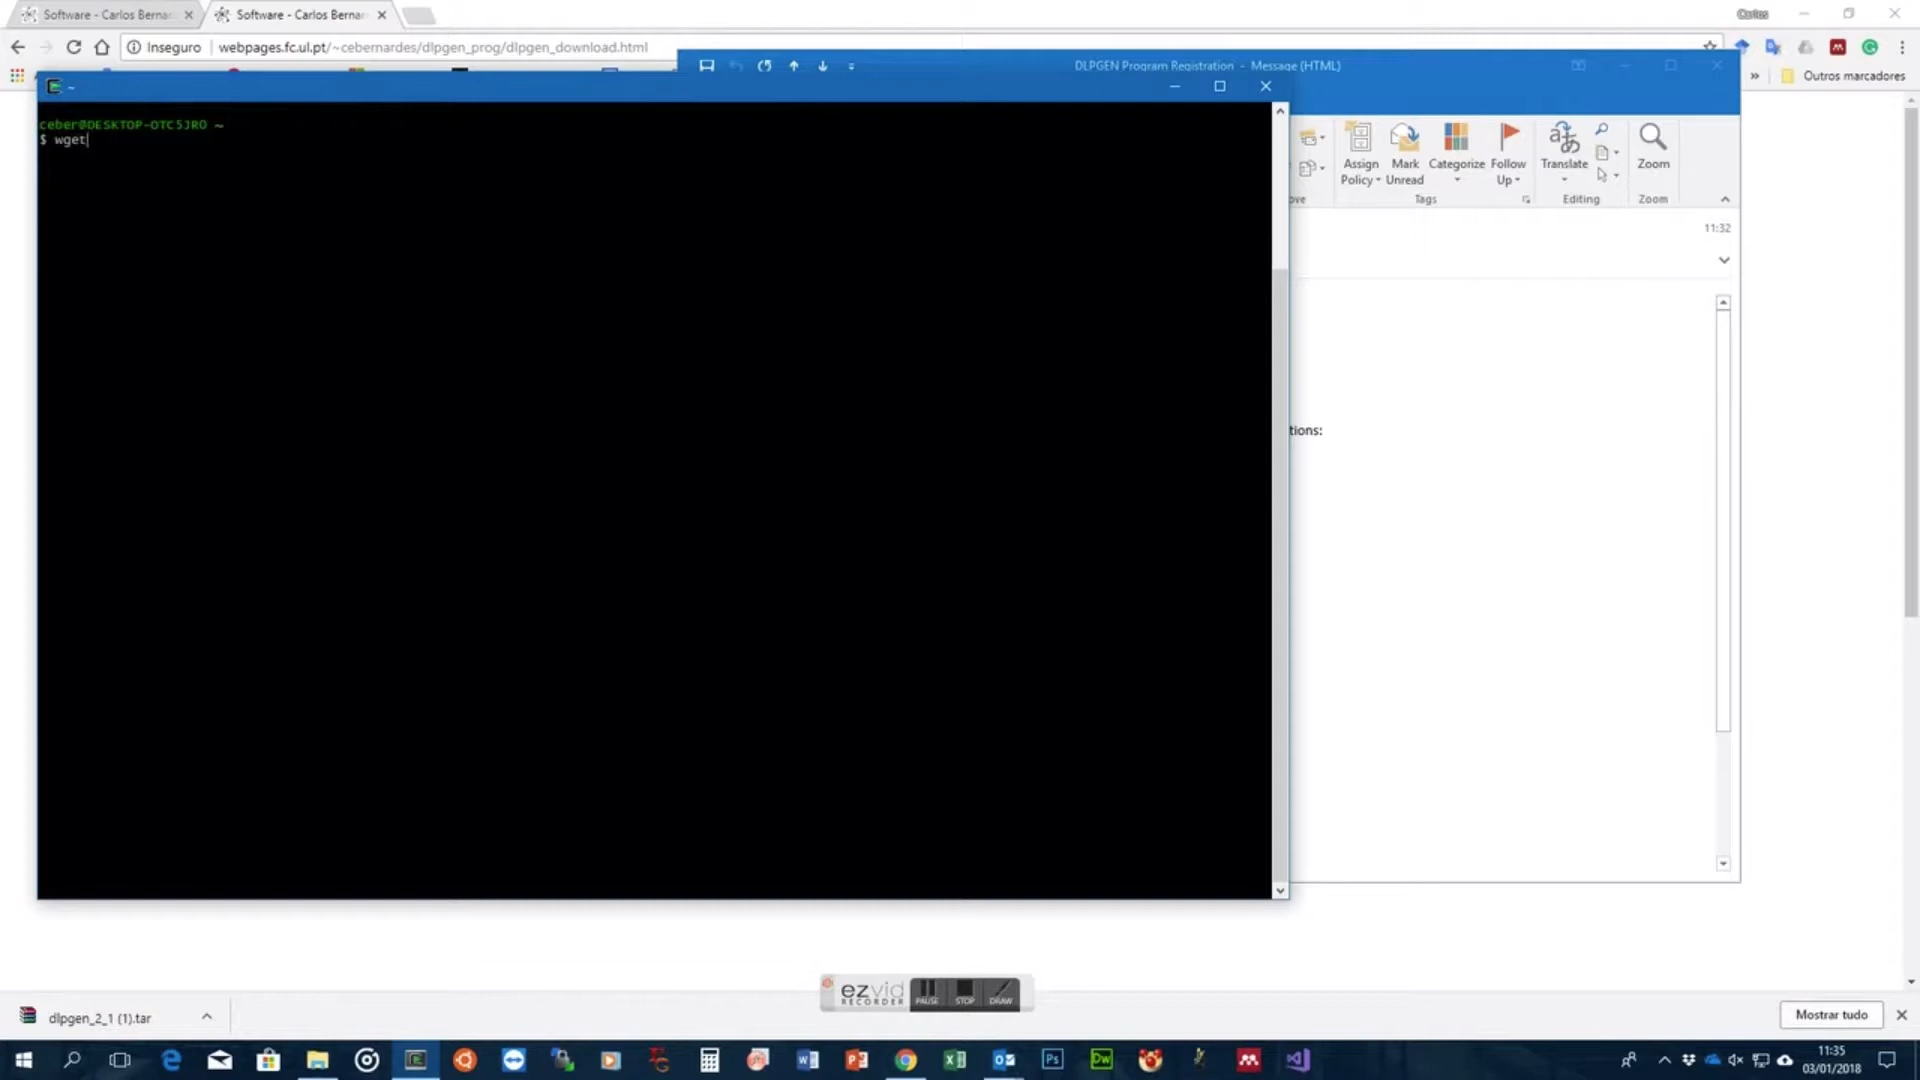 Software - Carlos Bernar
Software - Carlos Bernar
Carlos
Inseguro
webpages.fc.ul.pt/~cebernardes/dlpgen_prog/dlpgen_download.html
Outros marcadores
DLPGEN Program Registration - Message (HTML)
~
ceber@DESKTOP-OTC5JRO ~
$ wget
Assign Policy
Mark Unread
Categorize
Follow Up
Translate
Zoom
ove
Tags
Editing
Zoom
11:32
tions:
ezvid
RECORDER
PAUSE
STOP
DRAW
dlpgen_2_1 (1).tar
Mostrar tudo
11:35
03/01/2018